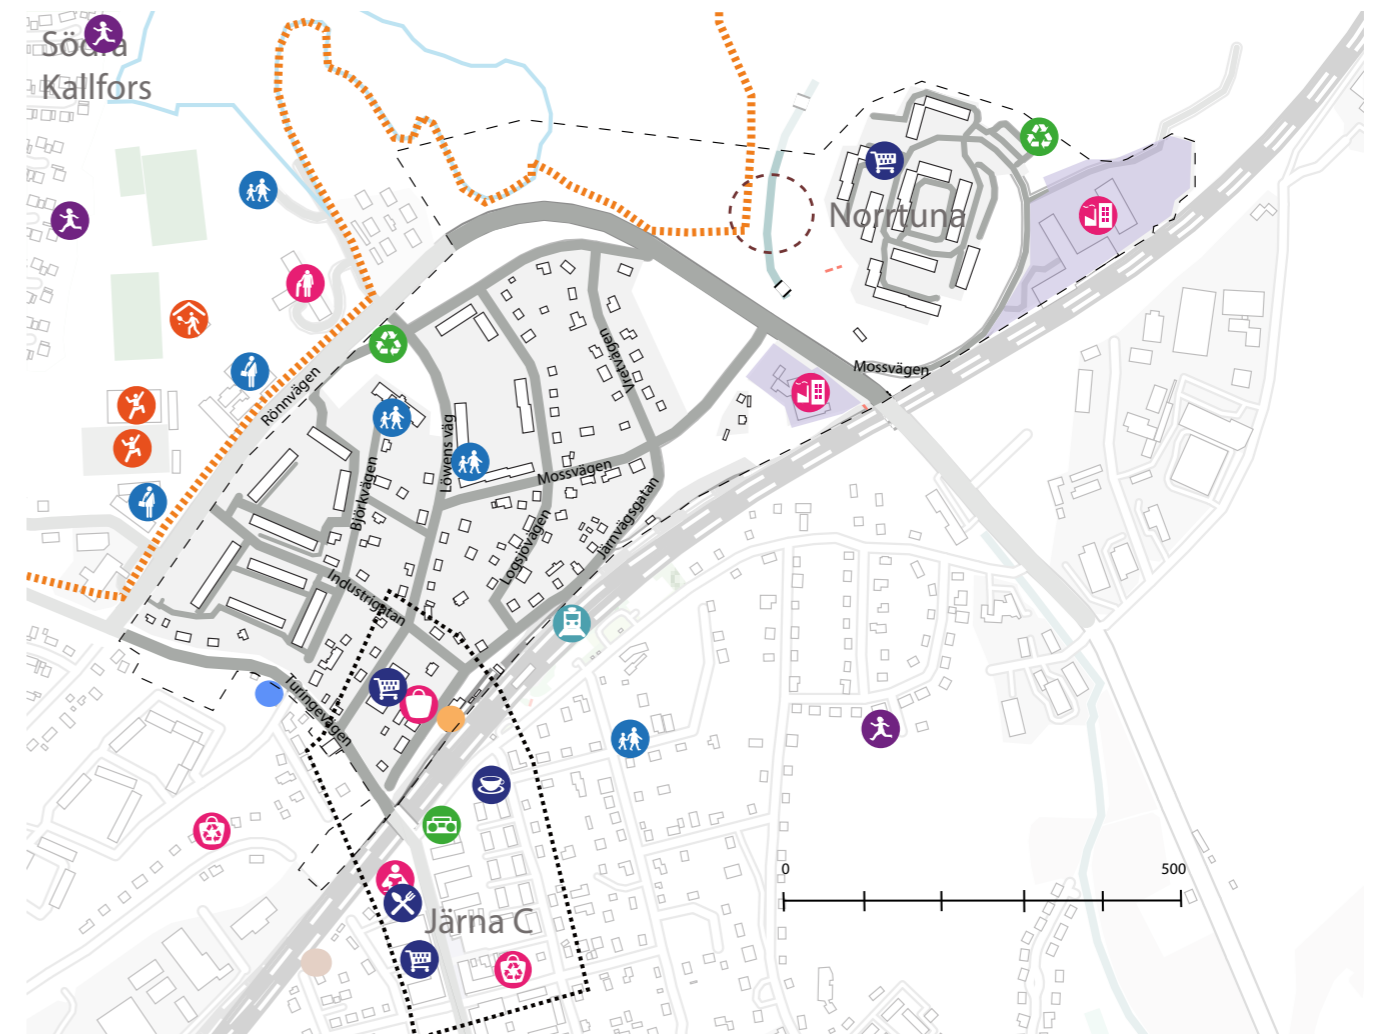 Södra
Kallfors
Norrtuna
Mossvägen
Rönnvägen
Vretvägen
Löwens väg
Björkvägen
Mossvägen
Logsjövägen
Järnvägsgatan
Industrigatan
Turingevägen
0
500
Järna C